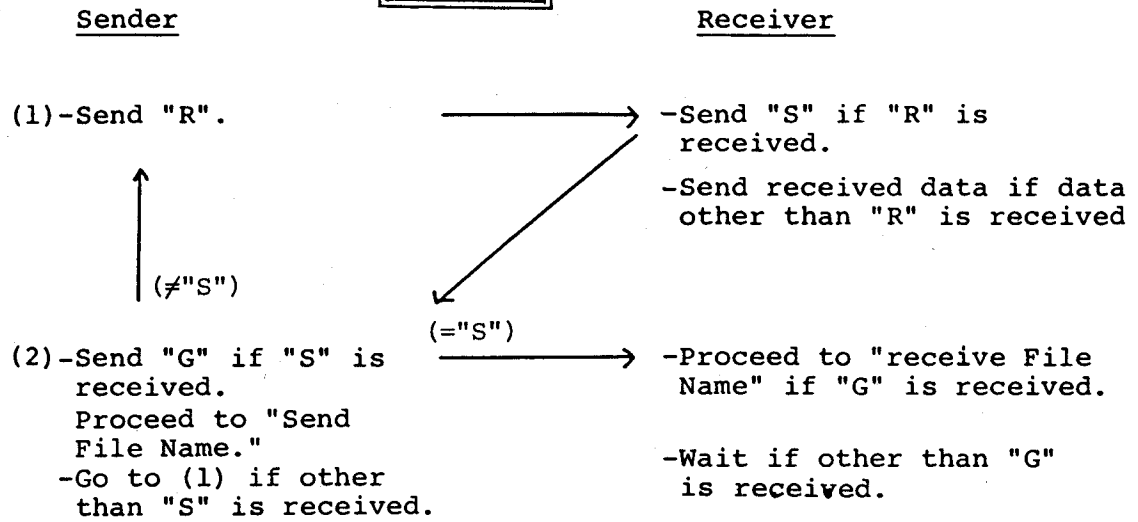 Sender
Receiver
(1)-Send "R".
-Send "S" if "R" is
received.
-Send received data if data
other than "R" is received
(≠"S")
(="S")
(2)-Send "G" if "S" is
received.
Proceed to "Send
File Name."
-Go to (1) if other
than "S" is received.
-Proceed to "receive File
Name" if "G" is received.
-Wait if other than "G"
is received.